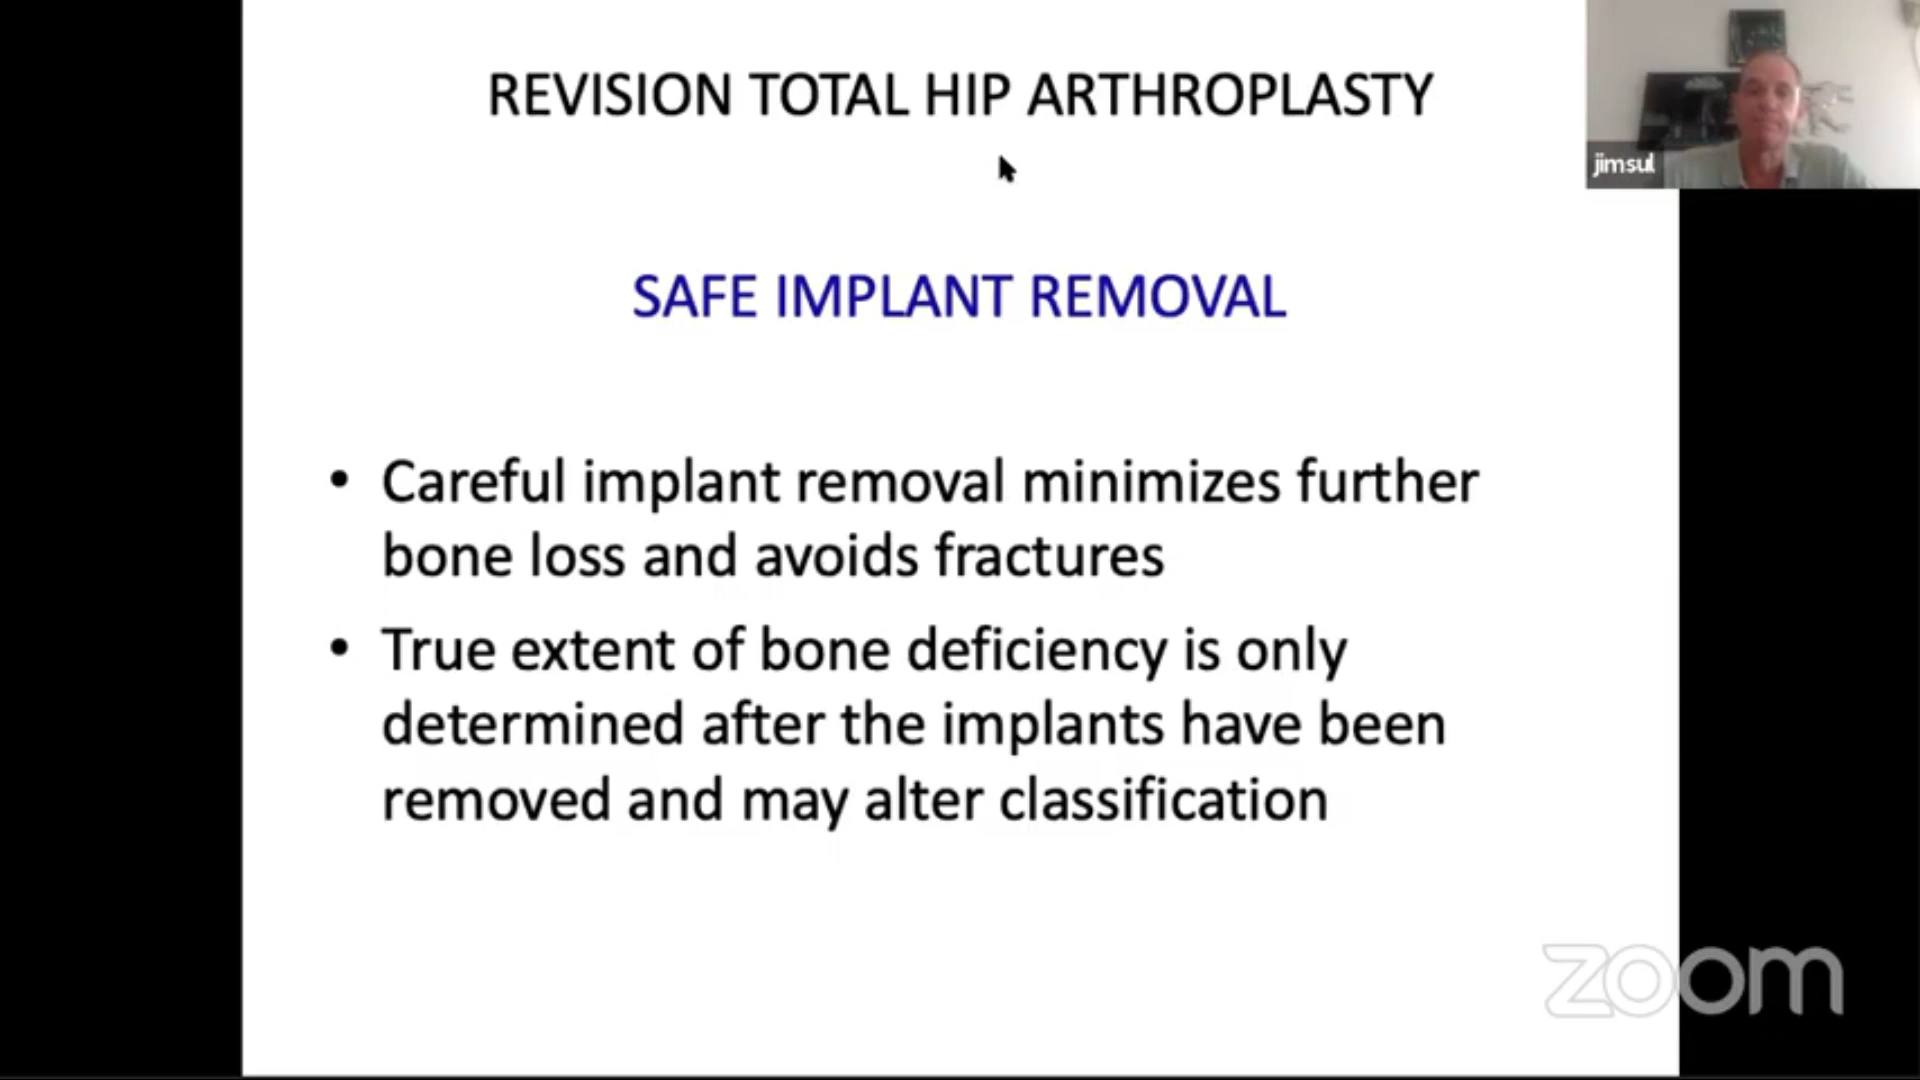 REVISION TOTAL HIP ARTHROPLASTY
jimsul
SAFE IMPLANT REMOVAL
• Careful implant removal minimizes further
bone loss and avoids fractures
• True extent of bone deficiency is only
determined after the implants have been
removed and may alter classification
zoom